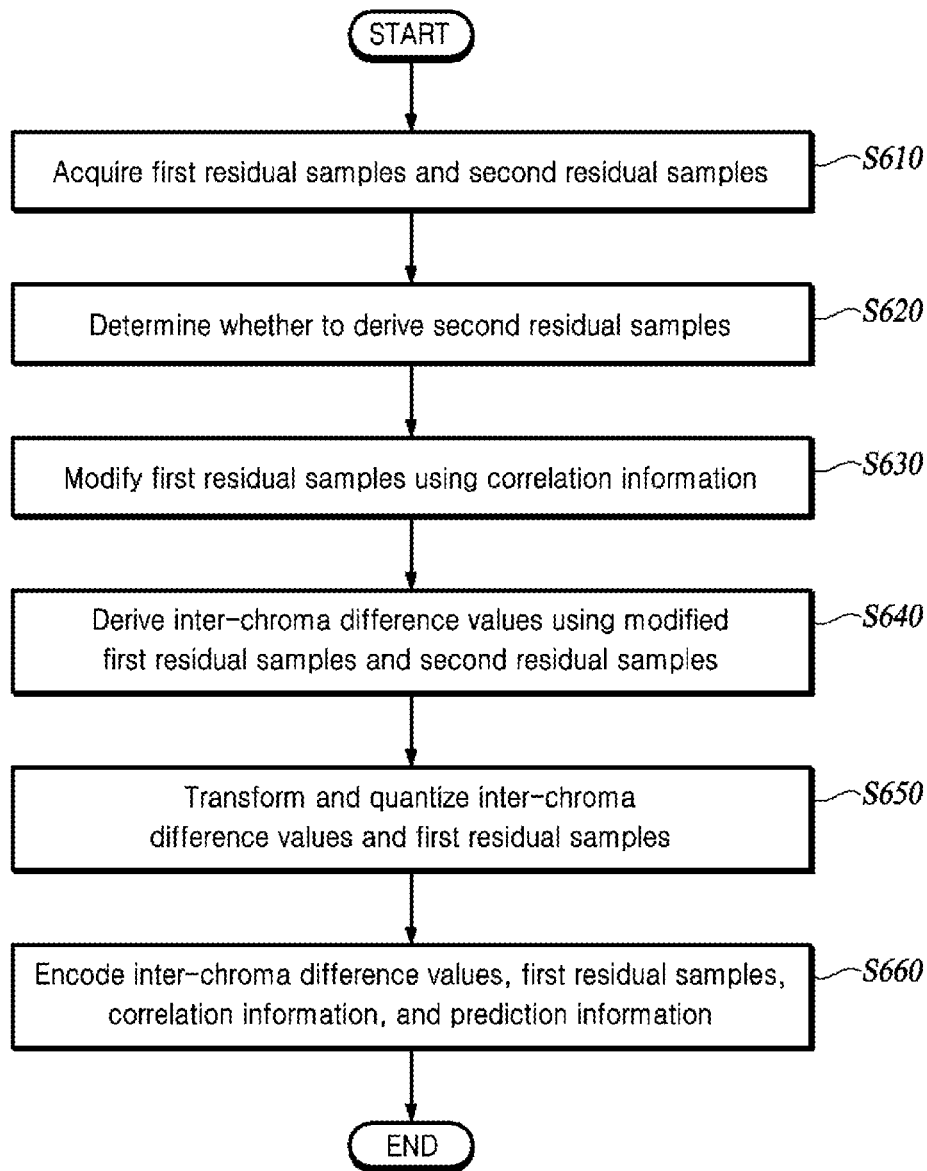 START
Acquire first residual samples and second residual samples
S610
Determine whether to derive second residual samples
S620
Modify first residual samples using correlation information
S630
Derive inter-chroma difference values using modified
first residual samples and second residual samples
S640
Transform and quantize inter-chroma
difference values and first residual samples
S650
Encode inter-chroma difference values, first residual samples,
correlation information, and prediction information
S660
END